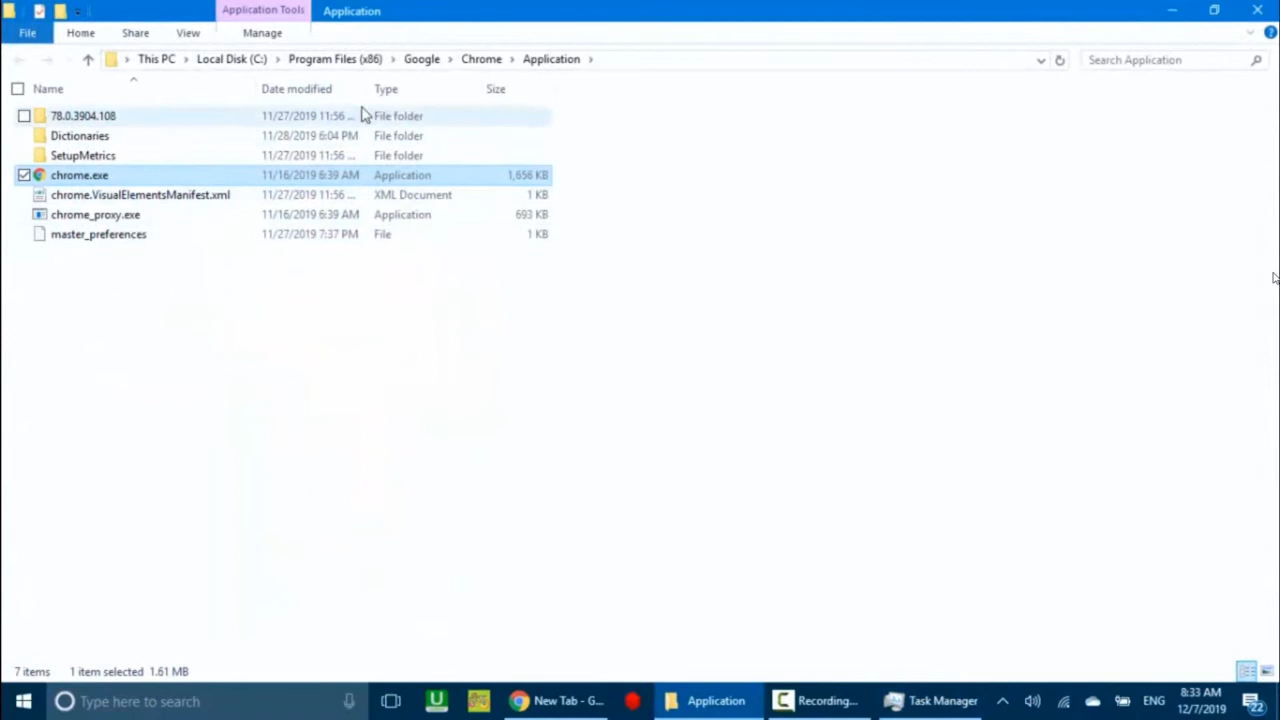 Application Tools
Application
File
Home
Share
View
Manage
This PC
Local Disk (C:)
Program Files (x86)
Google
Chrome
Application
Search Application
Name
Date modified
Type
Size
78.0.3904.108 11/27/2019 11:56 ... File folder
Dictionaries 11/28/2019 6:04 PM File folder
SetupMetrics 11/27/2019 11:56 ... File folder
chrome.exe 11/16/2019 6:39 AM Application 1,656 KB
chrome.VisualElementsManifest.xml 11/27/2019 11:56 ... XML Document 1 KB
chrome_proxy.exe 11/16/2019 6:39 AM Application 693 KB
master_preferences 11/27/2019 7:37 PM File 1 KB
7 items 1 item selected 1.61 MB
Type here to search
New Tab - G...
Application
Recording...
Task Manager
ENG
8:33 AM
12/7/2019
22